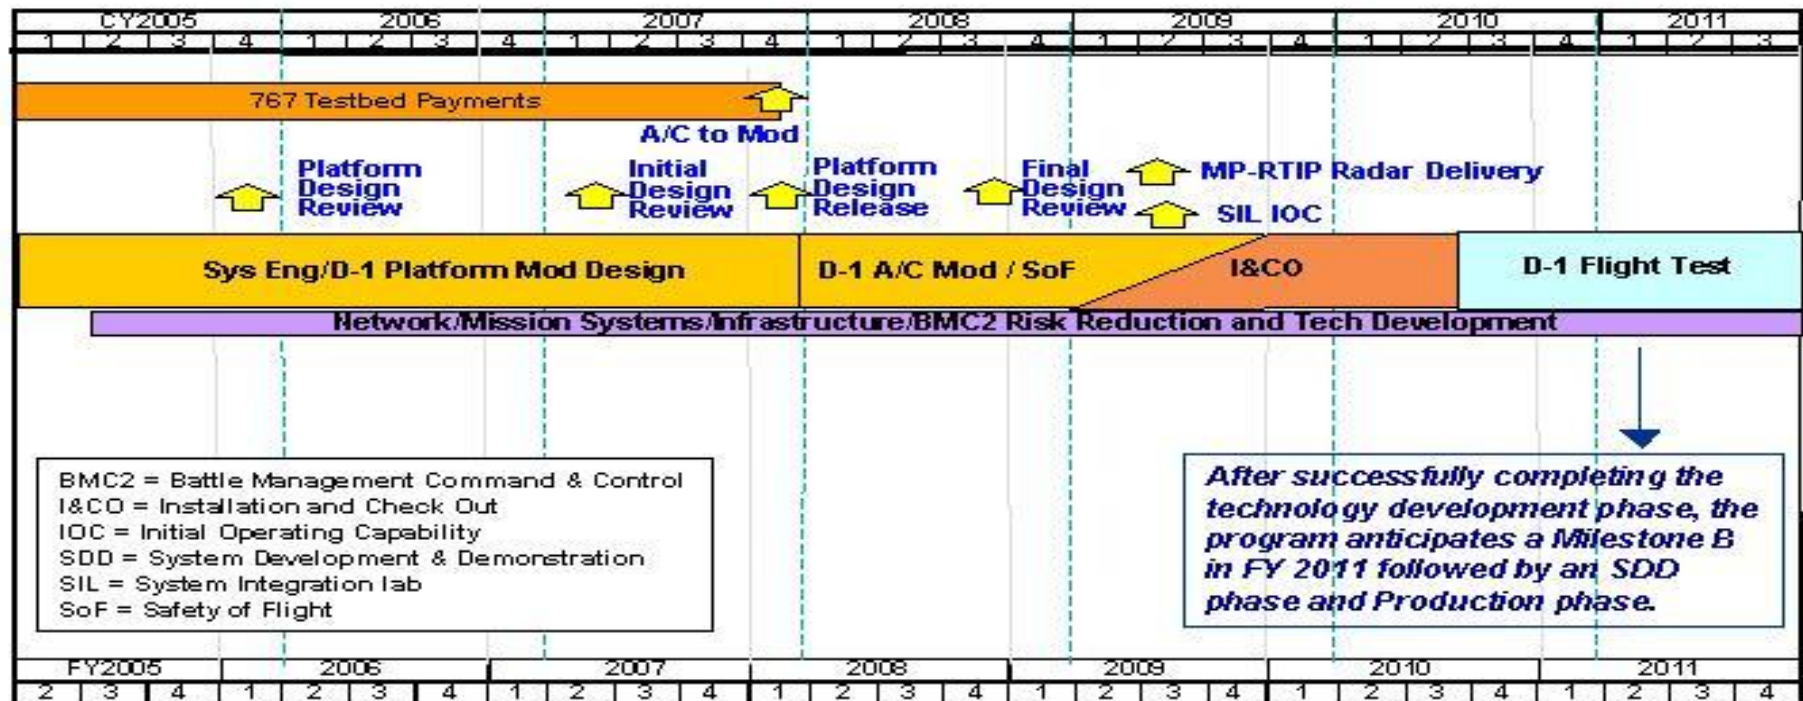 CY2005 2006 2007 2008 2009 2010 2011
1 2 3 4 1 2 3 4 1 2 3 4 1 2 3 4 1 2 3 4 1 2 3 4 1 2 3
767 Testbed Payments
A/C to Mod
Platform
Design
Review
Initial
Design
Review
Platform
Design
Release
Final
Design
Review
MP-RTIP Radar Delivery
SIL IOC
Sys Eng/D-1 Platform Mod Design
D-1 A/C Mod / SoF
I&CO
D-1 Flight Test
Network/Mission Systems/Infrastructure/BMC2 Risk Reduction and Tech Development
BMC2 = Battle Management Command & Control
I&CO = Installation and Check Out
IOC = Initial Operating Capability
SDD = System Development & Demonstration
SIL = System Integration lab
SoF = Safety of Flight
After successfully completing the
technology development phase, the
program anticipates a Milestone B
in FY 2011 followed by an SDD
phase and Production phase.
FY2005 2006 2007 2008 2009 2010 2011
2 3 4 1 2 3 4 1 2 3 4 1 2 3 4 1 2 3 4 1 2 3 4 1 2 3 4